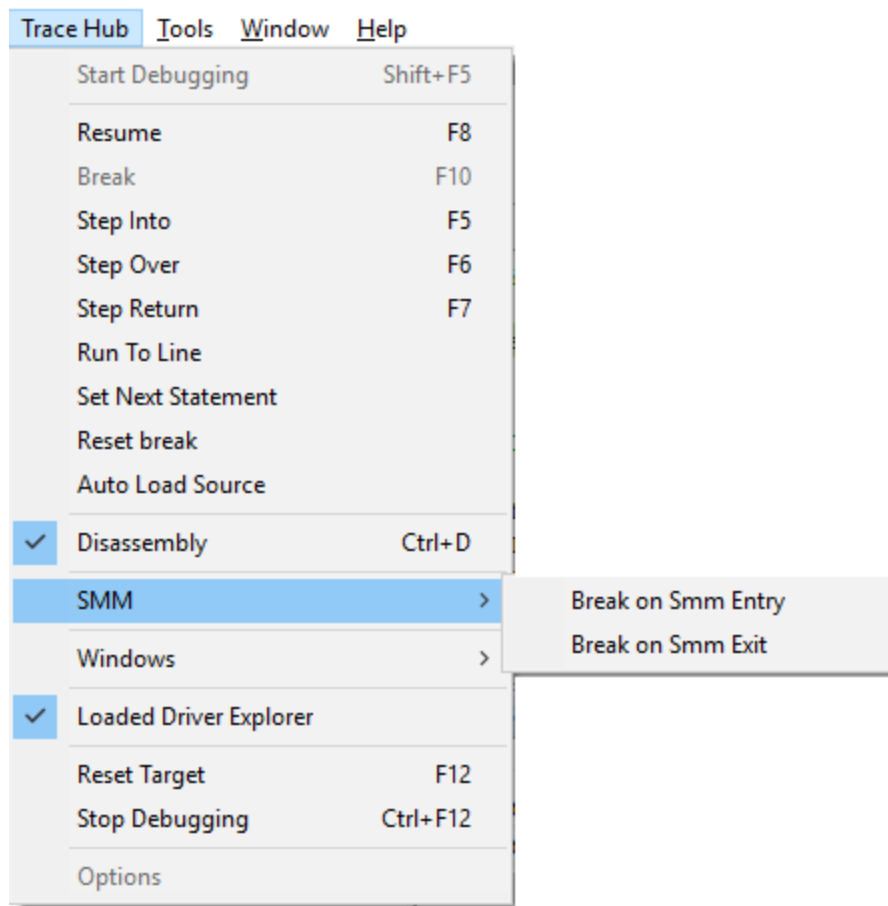 Trace Hub Tools Window Help
Start Debugging Shift+F5
Resume F8
Break F10
Step Into F5
Step Over F6
Step Return F7
Run To Line
Set Next Statement
Reset break
Auto Load Source
Disassembly Ctrl+D
SMM
Break on Smm Entry
Break on Smm Exit
Windows
Loaded Driver Explorer
Reset Target F12
Stop Debugging Ctrl+F12
Options